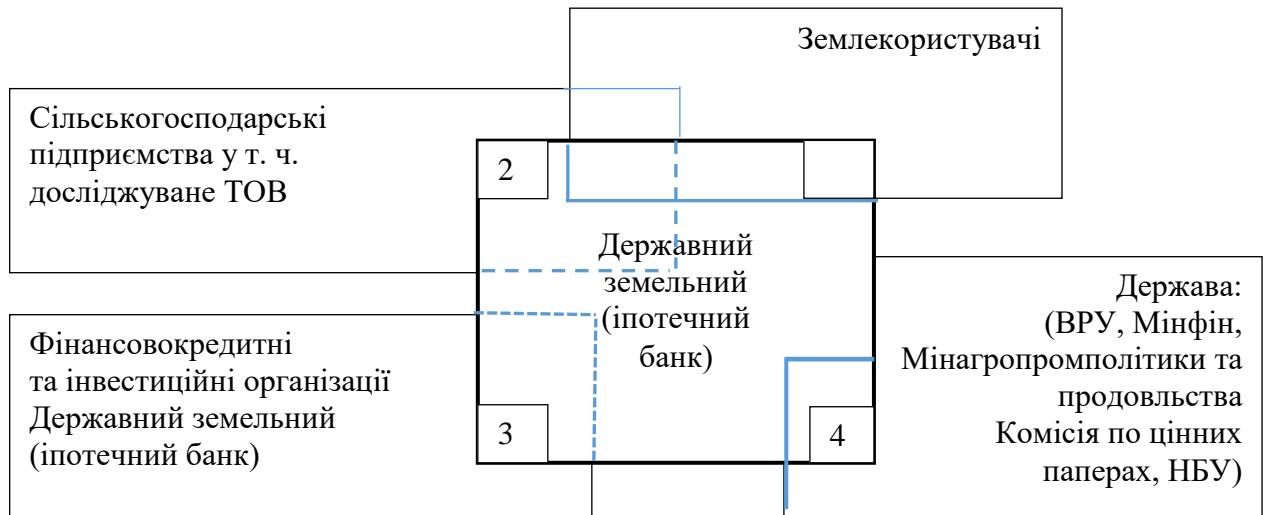 Землекористувачі
Сільськогосподарські
підприємства у т. ч.
досліджуване ТОВ
2
Державний
земельний
(іпотечний
банк)
Держава:
(ВРУ, Мінфін,
Мінагропромполітики та
продовльства
Комісія по цінних
паперах, НБУ)
Фінансовокредитні
та інвестиційні організації
Державний земельний
(іпотечний банк)
3
4